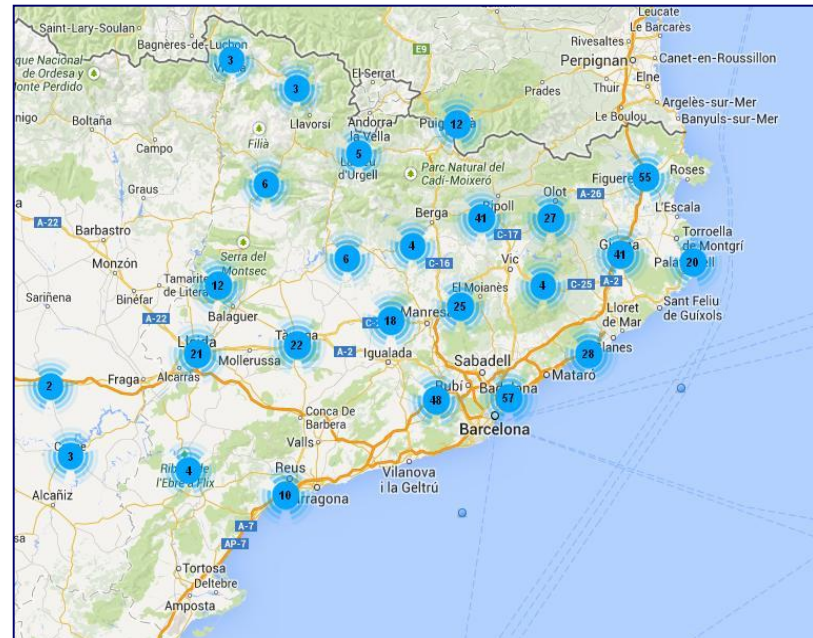 Saint-Lary-Soulan
Bagneres-de-Luchon
Leucate
Le Barcarès
Rivesaltes
Perpignan
Canet-en-Roussillon
E9
que Nacional
de Ordesa y
Monte Perdido
3
3
El Serrat
Prades
Thuir
Elne
Argelès-sur-Mer
Le Boulou
Banyuls-sur-Mer
Boltaña
Llavorsí
Andorra
la Vella
12
Campo
Filià
5
d'Urgell
Parc Natural del
Cadí-Moixeró
Roses
55
Graus
6
Olot
A-26
L'Escala
A-22
Barbastro
Berga
Ripoll
41
27
C-17
Torroella
de Montgrí
Monzón
Serra del
Montsec
6
4
C-16
Vic
41
20
Tamarite
de Litera
Binéfar
Sariñena
12
4
C-25
A-2
El Moianès
Sant Feliu
de Guíxols
Balaguer
A-22
18
25
Manresa
Lloret
de Mar
21
Mollerussa
22
A-2
Igualada
Sabadell
28
Fraga
Alcarràs
Mataró
2
Rubí
48
57
Conca De
Barbera
Barcelona
Valls
3
4
l'Ebre a Flix
Reus
Vilanova
i la Geltrú
Alcañiz
10
A-7
AP-7
Tortosa
Deltebre
Amposta